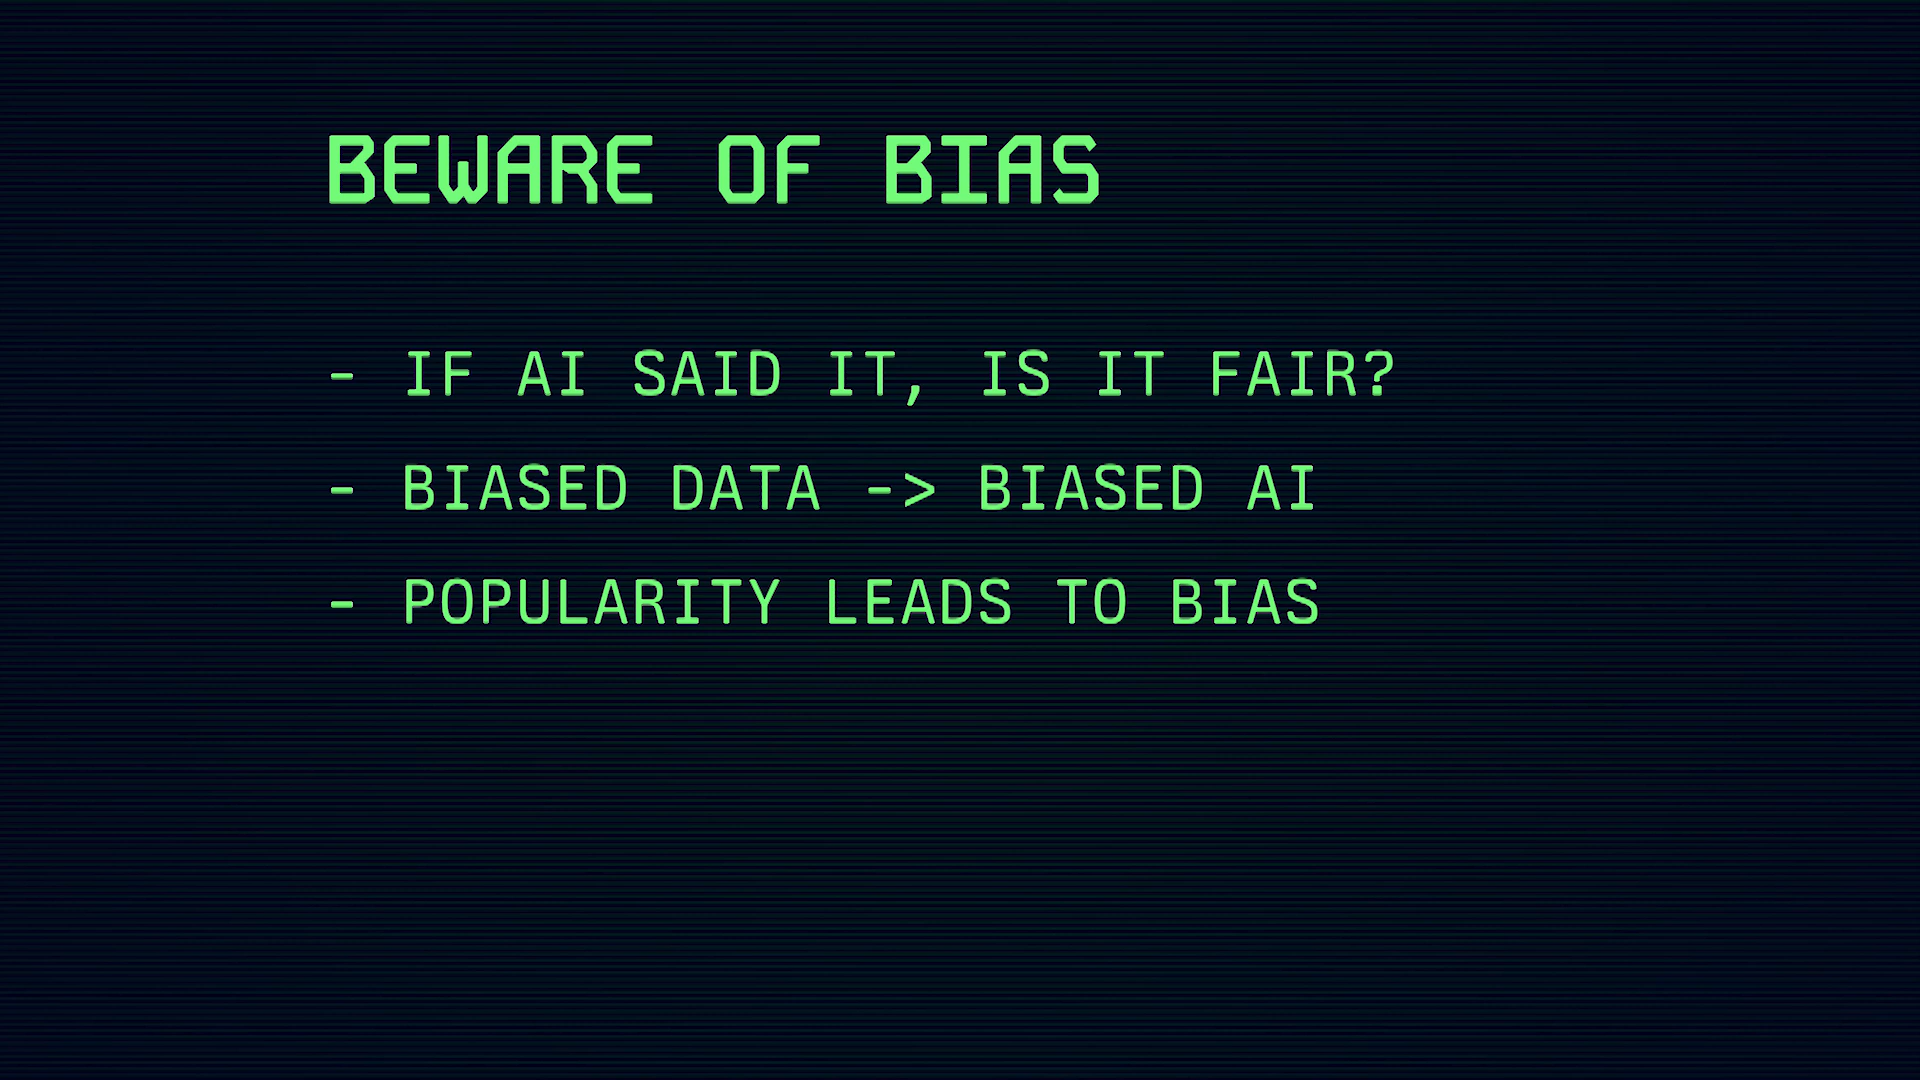 BEWARE OF BIAS
- IF AI SAID IT, IS IT FAIR?
- BIASED DATA -> BIASED AI
- POPULARITY LEADS TO BIAS